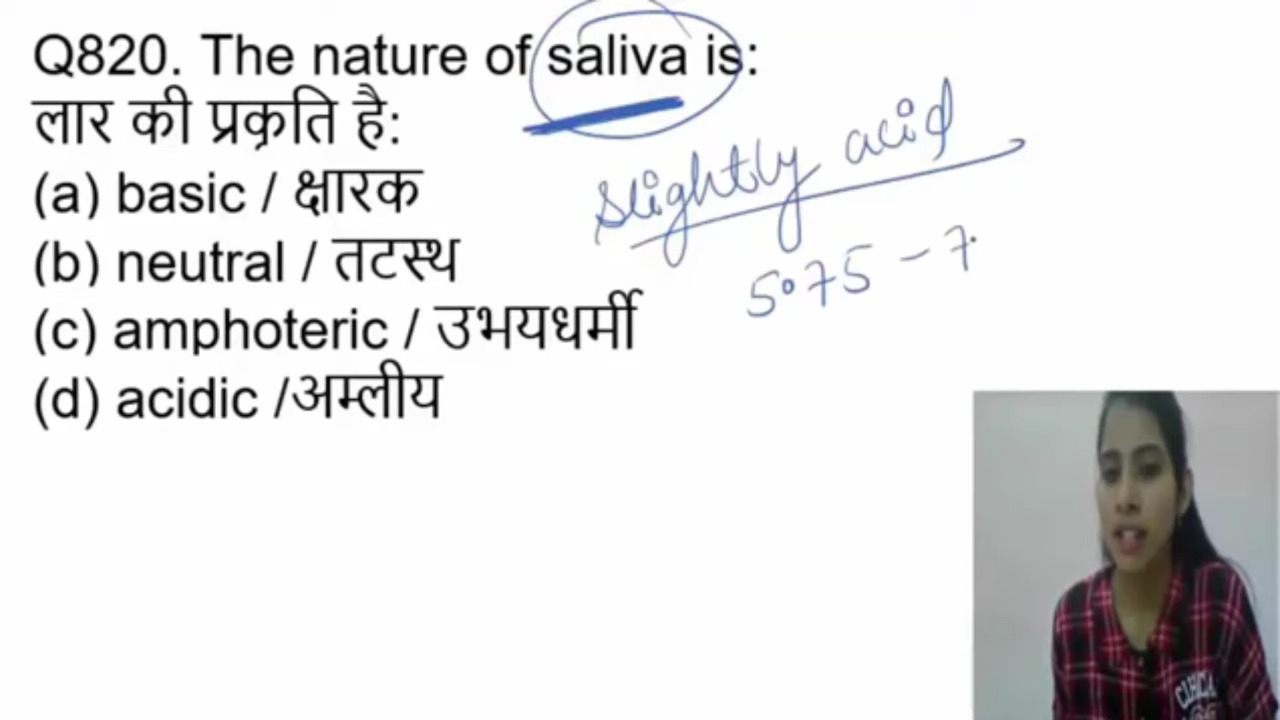 Q820. The nature of saliva is:
लार की प्रकृति है:
(a) basic / क्षारक
(b) neutral / तटस्थ
(c) amphoteric / उभयधर्मी
(d) acidic /अम्लीय
slightly acid
5.75 - 7.